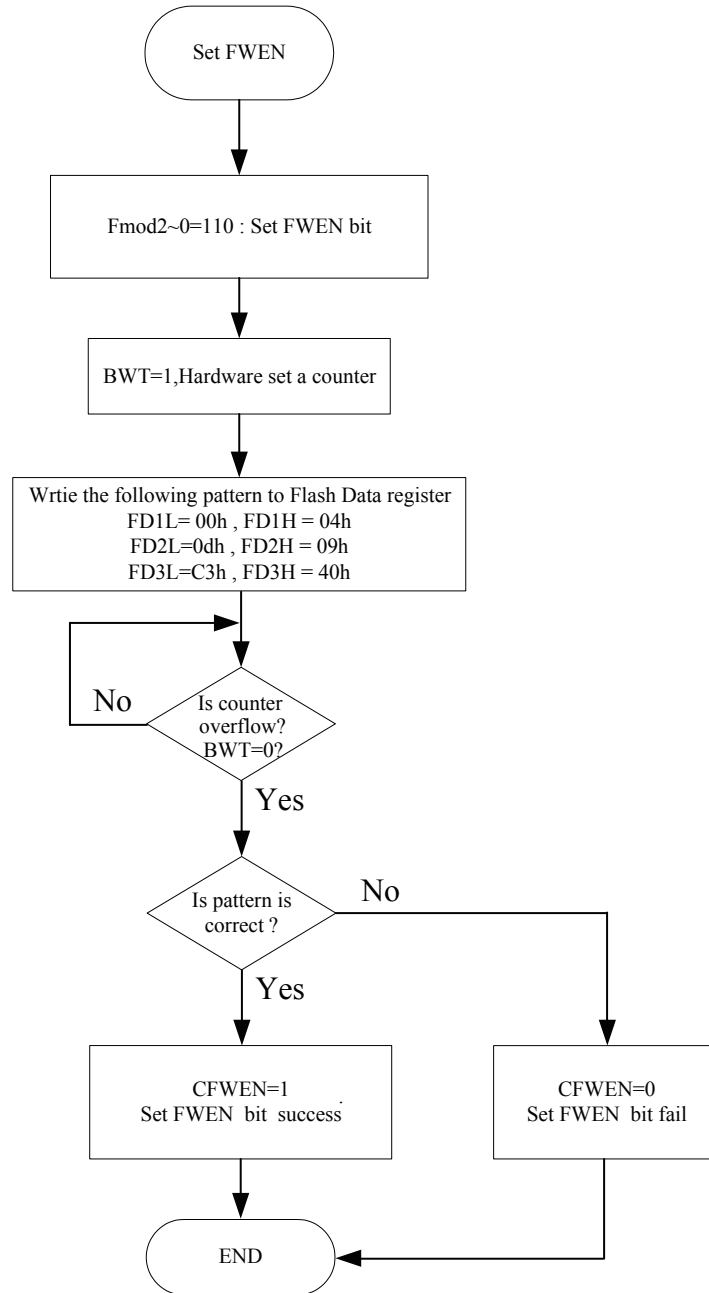 Set FWEN
Fmod2~0=110 : Set FWEN bit
BWT=1,Hardware set a counter
Wrtie the following pattern to Flash Data register
FD1L= 00h , FD1H = 04h
FD2L=0dh , FD2H = 09h
FD3L=C3h , FD3H = 40h
No
Is counter
overflow?
BWT=0?
Yes
Is pattern is
correct ?
No
Yes
CFWEN=1
Set FWEN bit success
CFWEN=0
Set FWEN bit fail
END